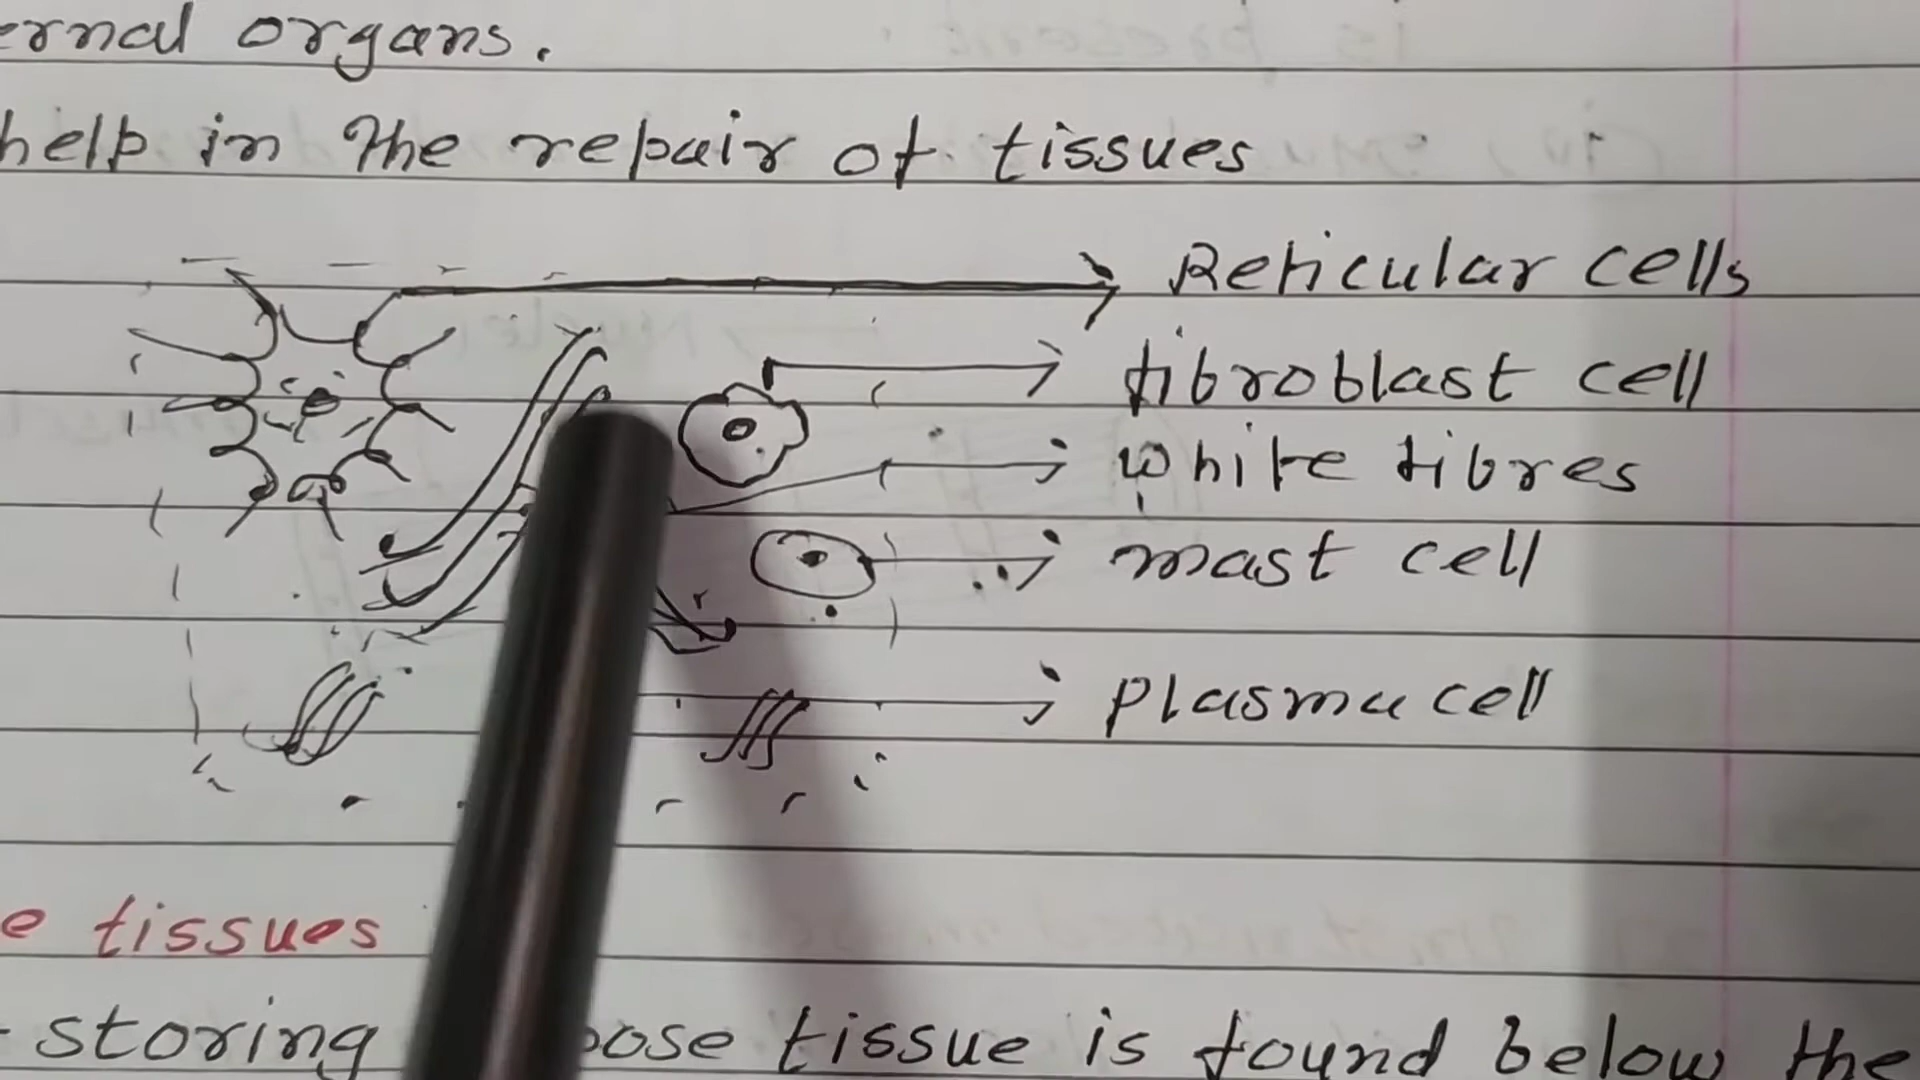 ernal organs.
help in the repair of tissues
Reticular cells
fibroblast cell
white fibres
mast cell
plasma cell
e tissues
storing tissue is found below the